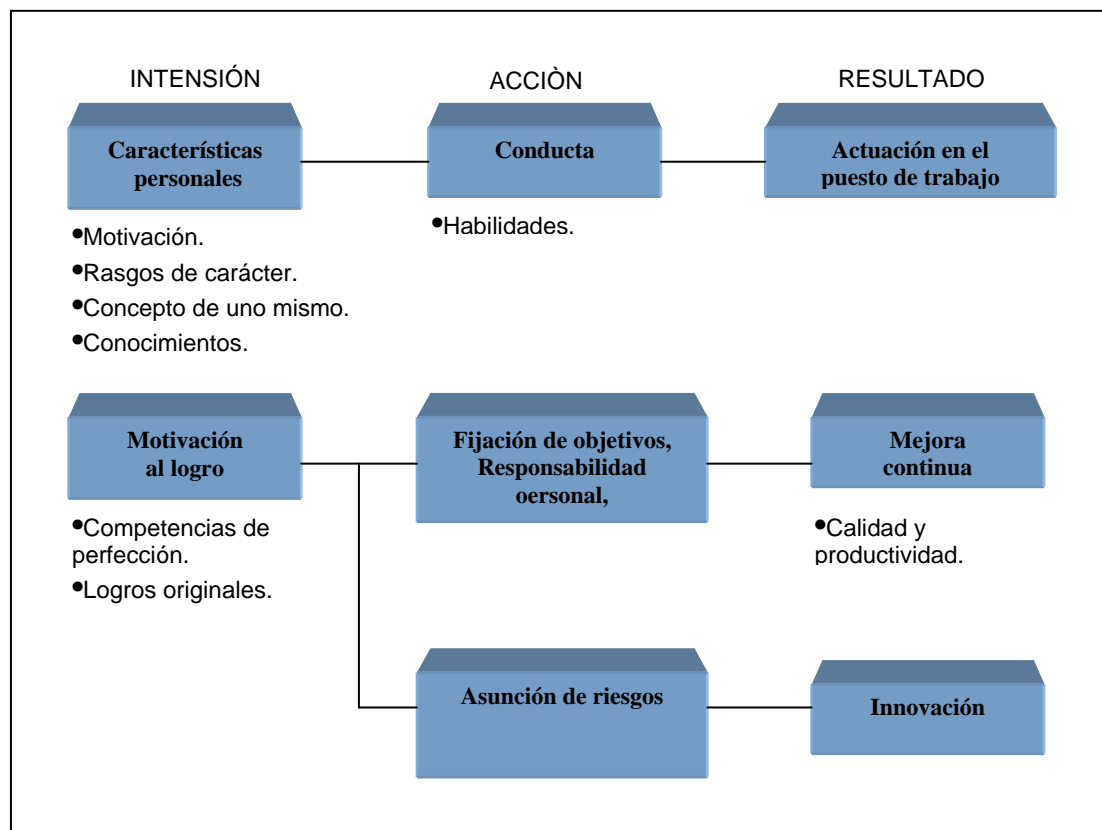 INTENSIÓN
ACCIÒN
RESULTADO
Características
personales
Conducta
Actuación en el
puesto de trabajo
•Motivación.
•Rasgos de carácter.
•Concepto de uno mismo.
•Conocimientos.
•Habilidades.
Motivación
al logro
Fijación de objetivos,
Responsabilidad
oersonal,
Mejora
continua
•Competencias de
perfección.
•Logros originales.
•Calidad y
productividad.
Asunción de riesgos
Innovación